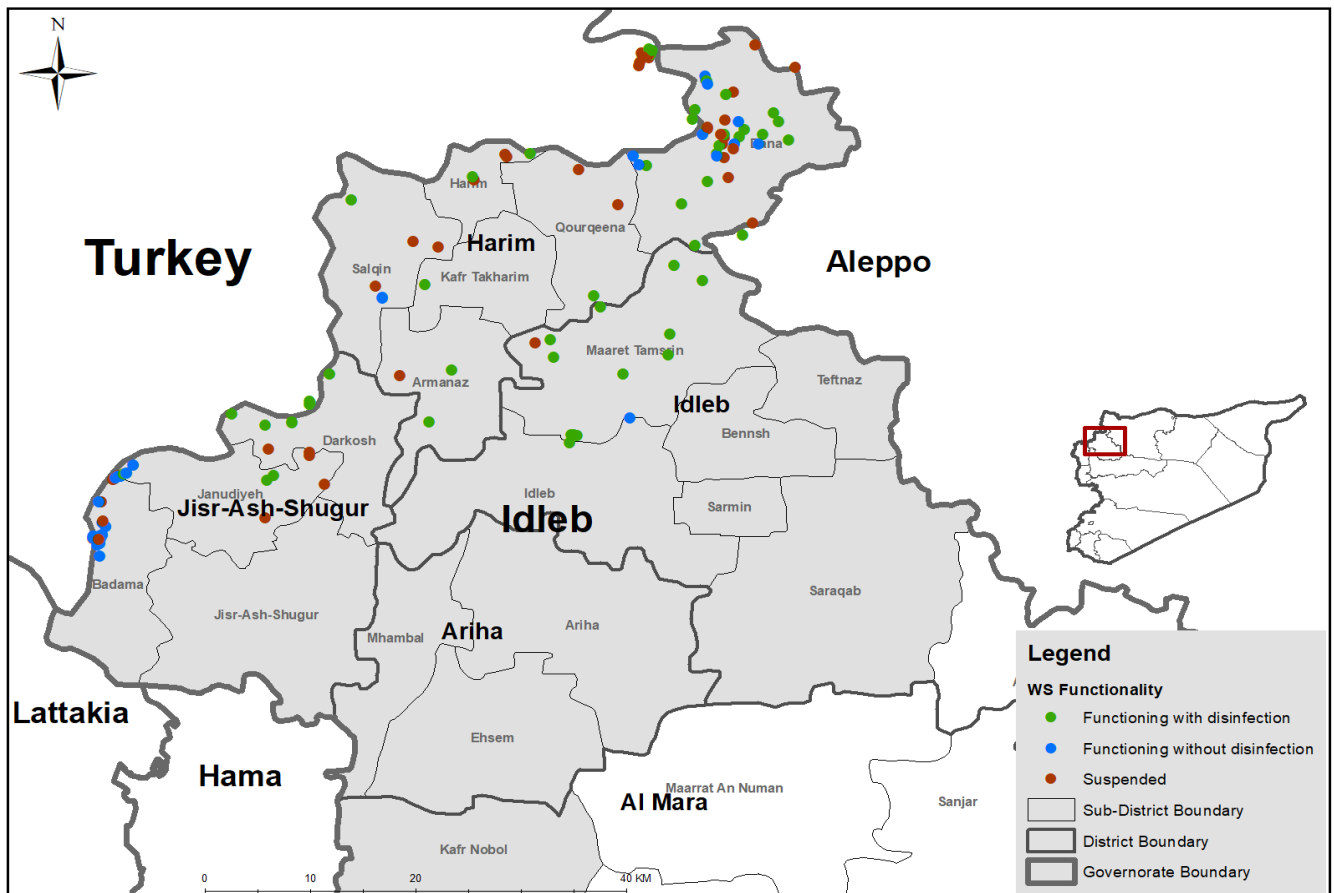 N
Dana
Harim
Qourqeena
Harim
Turkey
Aleppo
Salqin
Kafr Takharim
Maaret Tamsrin
Teftnaz
Armanaz
Idleb
Bennsh
Darkosh
Janudiyeh
Idleb
Jisr-Ash-Shugur
Sarmin
Idleb
Badama
Saraqab
Jisr-Ash-Shugur
Mhambal
Ariha
Ariha
Lattakia
Ehsem
Hama
Maarrat An Numan
Al Mara
Sanjar
Kafr Nobol
0 10 20 40 KM
Legend
WS Functionality
Functioning with disinfection
Functioning without disinfection
Suspended
Sub-District Boundary
District Boundary
Governorate Boundary